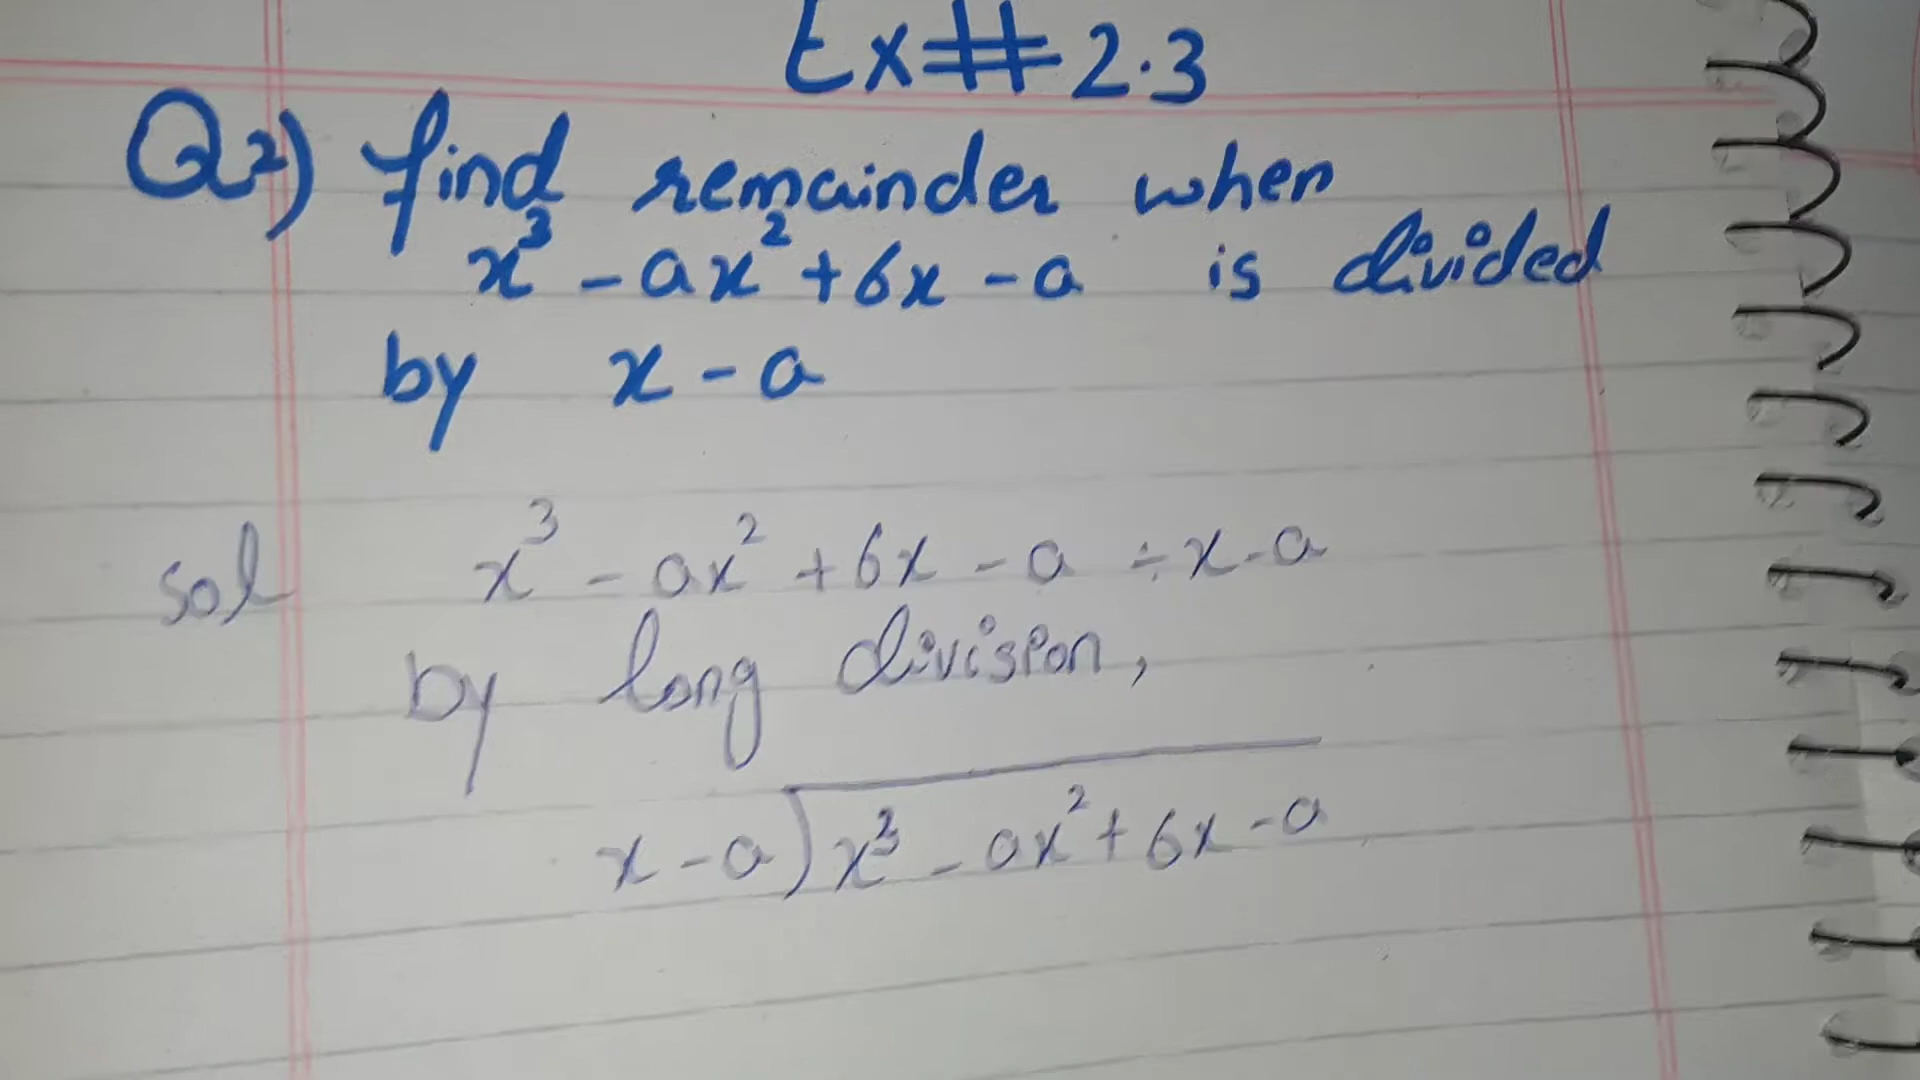 Ex# 2.3
Q2) find remainder when
x³ - ax² + 6x - a is divided
by x - a
sol x³ - ax² + 6x - a ÷ x - a
by long division,
x - a) x³ - ax² + 6x - a